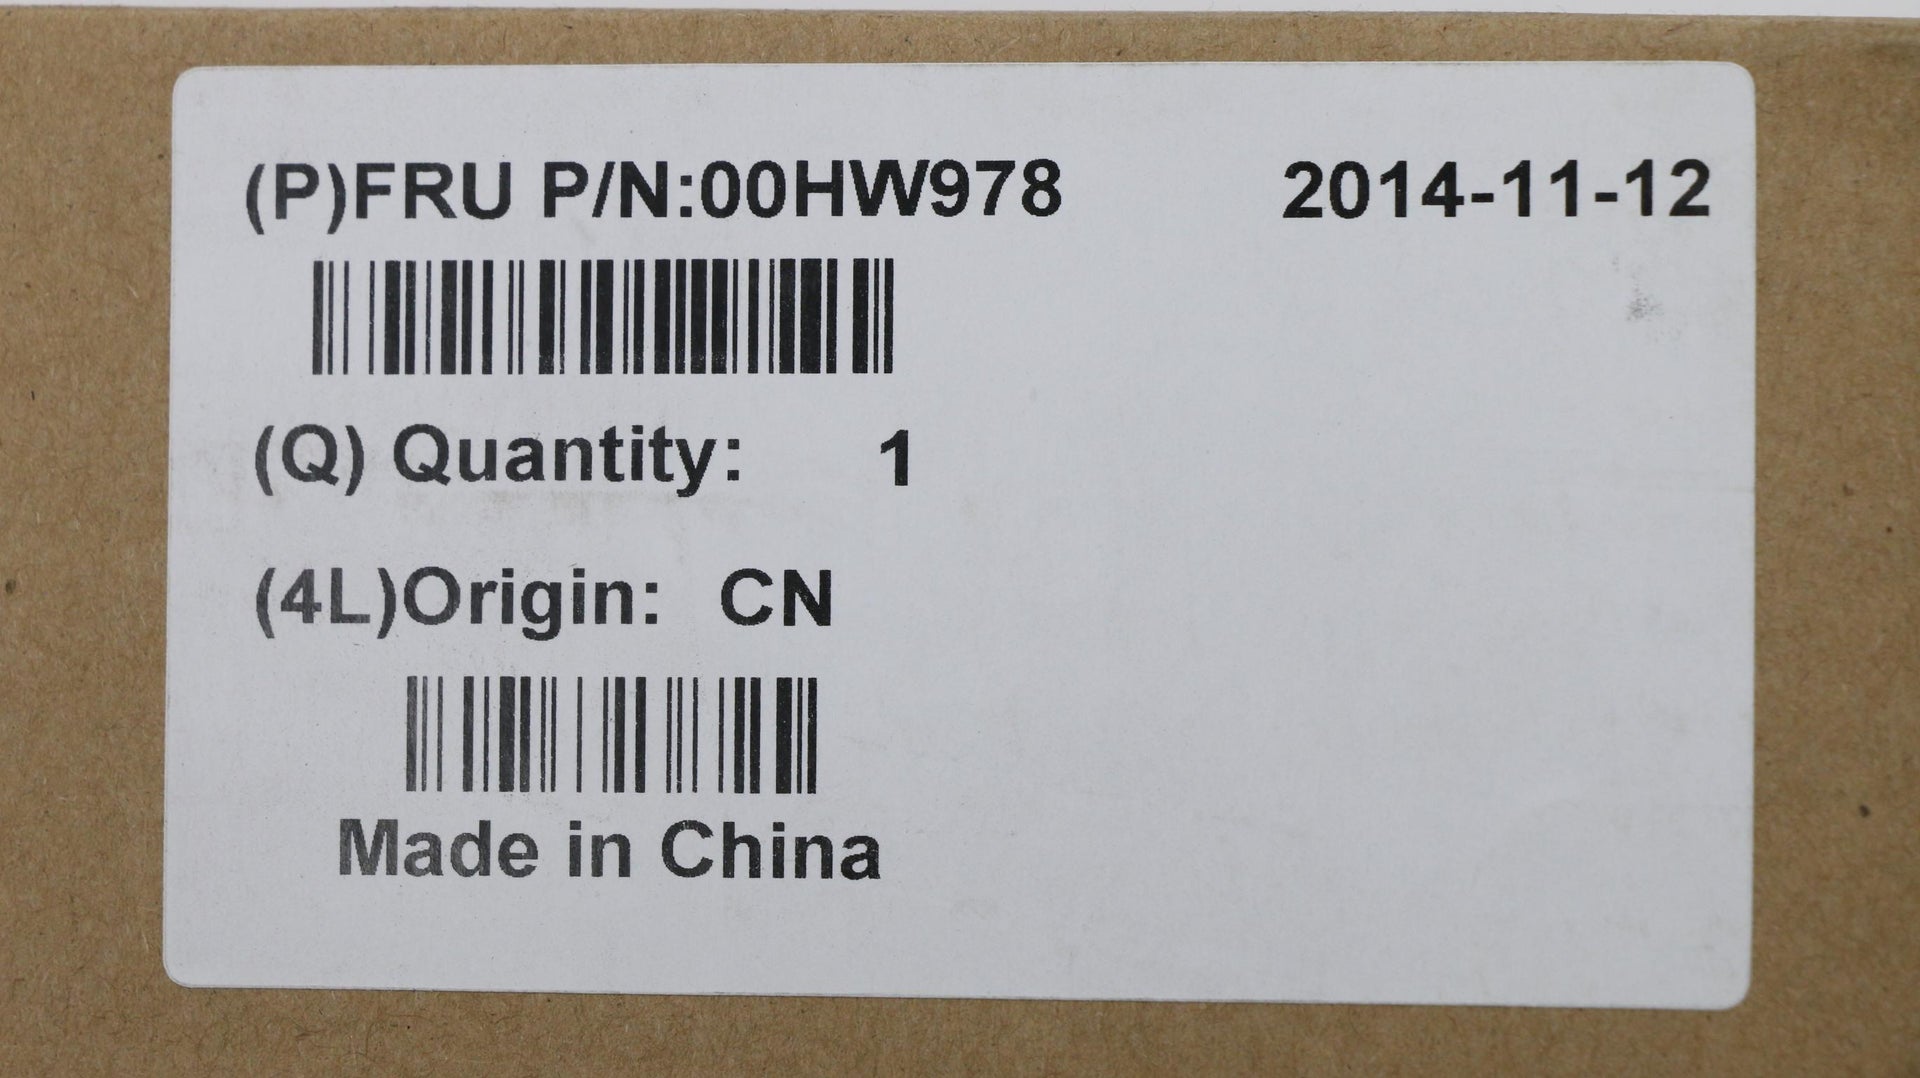 (P)FRU P/N:00HW978 2014-11-12
(Q) Quantity: 1
(4L)Origin: CN
Made in China